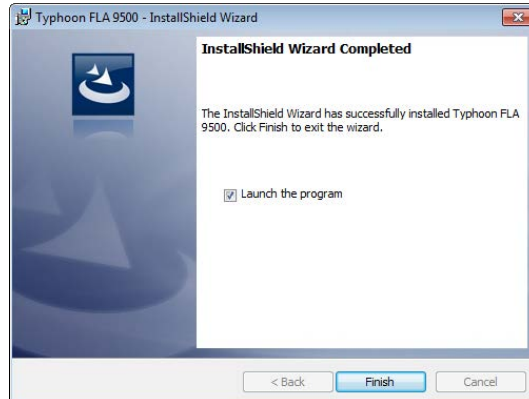 Typhoon FLA 9500 - InstallShield Wizard
InstallShield Wizard Completed
The InstallShield Wizard has successfully installed Typhoon FLA
9500. Click Finish to exit the wizard.
Launch the program
< Back
Finish
Cancel